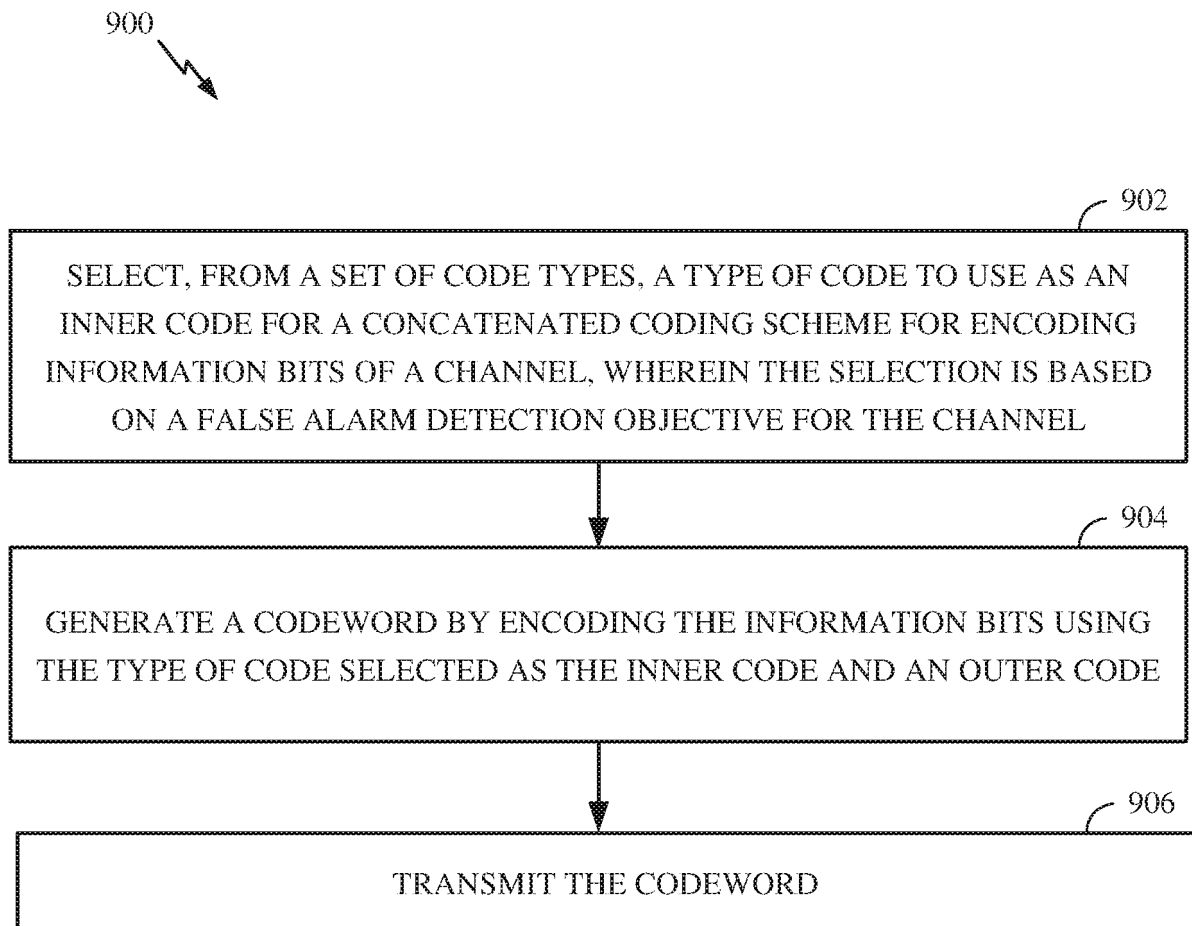 900
902
SELECT, FROM A SET OF CODE TYPES, A TYPE OF CODE TO USE AS AN
INNER CODE FOR A CONCATENATED CODING SCHEME FOR ENCODING
INFORMATION BITS OF A CHANNEL, WHEREIN THE SELECTION IS BASED
ON A FALSE ALARM DETECTION OBJECTIVE FOR THE CHANNEL
904
GENERATE A CODEWORD BY ENCODING THE INFORMATION BITS USING
THE TYPE OF CODE SELECTED AS THE INNER CODE AND AN OUTER CODE
906
TRANSMIT THE CODEWORD